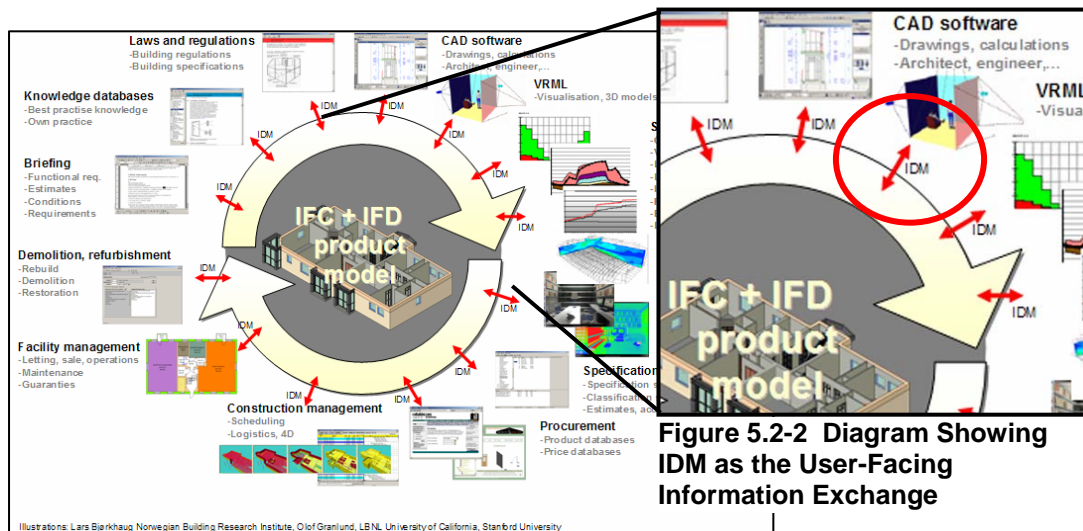 Laws and regulations
-Building regulations
-Building specifications
CAD software
-Drawings, calculations
-Architect, engineer,...
VRML
-Visualisation, 3D models
Knowledge databases
-Best practise knowledge
-Own practice
Briefing
-Functional req.
-Estimates
-Conditions
-Requirements
Demolition, refurbishment
-Rebuild
-Demolition
-Restoration
Facility management
-Letting, sale, operations
-Maintenance
-Guaranties
Construction management
-Scheduling
-Logistics, 4D
Procurement
-Product databases
-Price databases
Specification
-Specification s
-Classification
-Estimates, acc
IDM
IDM
IDM
IDM
IDM
IDM
IDM
IDM
IDM
IDM
IDM
IDM
IDM
IDM
IFC + IFD
product
model
CAD software
-Drawings, calculations
-Architect, engineer,...
VRML
-Visua
IDM
IDM
IDM
IDM
IDM
IFC + IFD
product
model
Figure 5.2-2 Diagram Showing
IDM as the User-Facing
Information Exchange
Illustrations: Lars Bjørkhaug Norwegian Building Research Institute, Olof Granlund, LBNL University of California, Stanford University